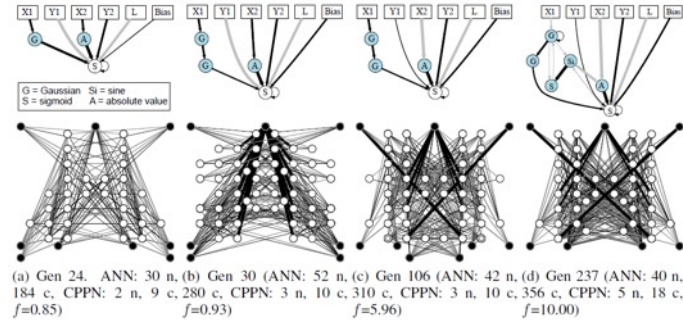 X1 Y1 X2 Y2 L Bias
G A S
G = Gaussian Si = sine
S = sigmoid A = absolute value
X1 Y1 X2 Y2 L Bias
G G A S
X1 Y1 X2 Y2 L Bias
G G A S
X1 Y1 X2 Y2 L Bias
G G Si S A S
(a) Gen 24. ANN: 30 n,
184 c, CPPN: 2 n, 9 c,
f=0.85)
(b) Gen 30 (ANN: 52 n,
280 c, CPPN: 3 n, 10 c,
f=0.93)
(c) Gen 106 (ANN: 42 n,
310 c, CPPN: 3 n, 10 c,
f=5.96)
(d) Gen 237 (ANN: 40 n,
356 c, CPPN: 5 n, 18 c,
f=10.00)